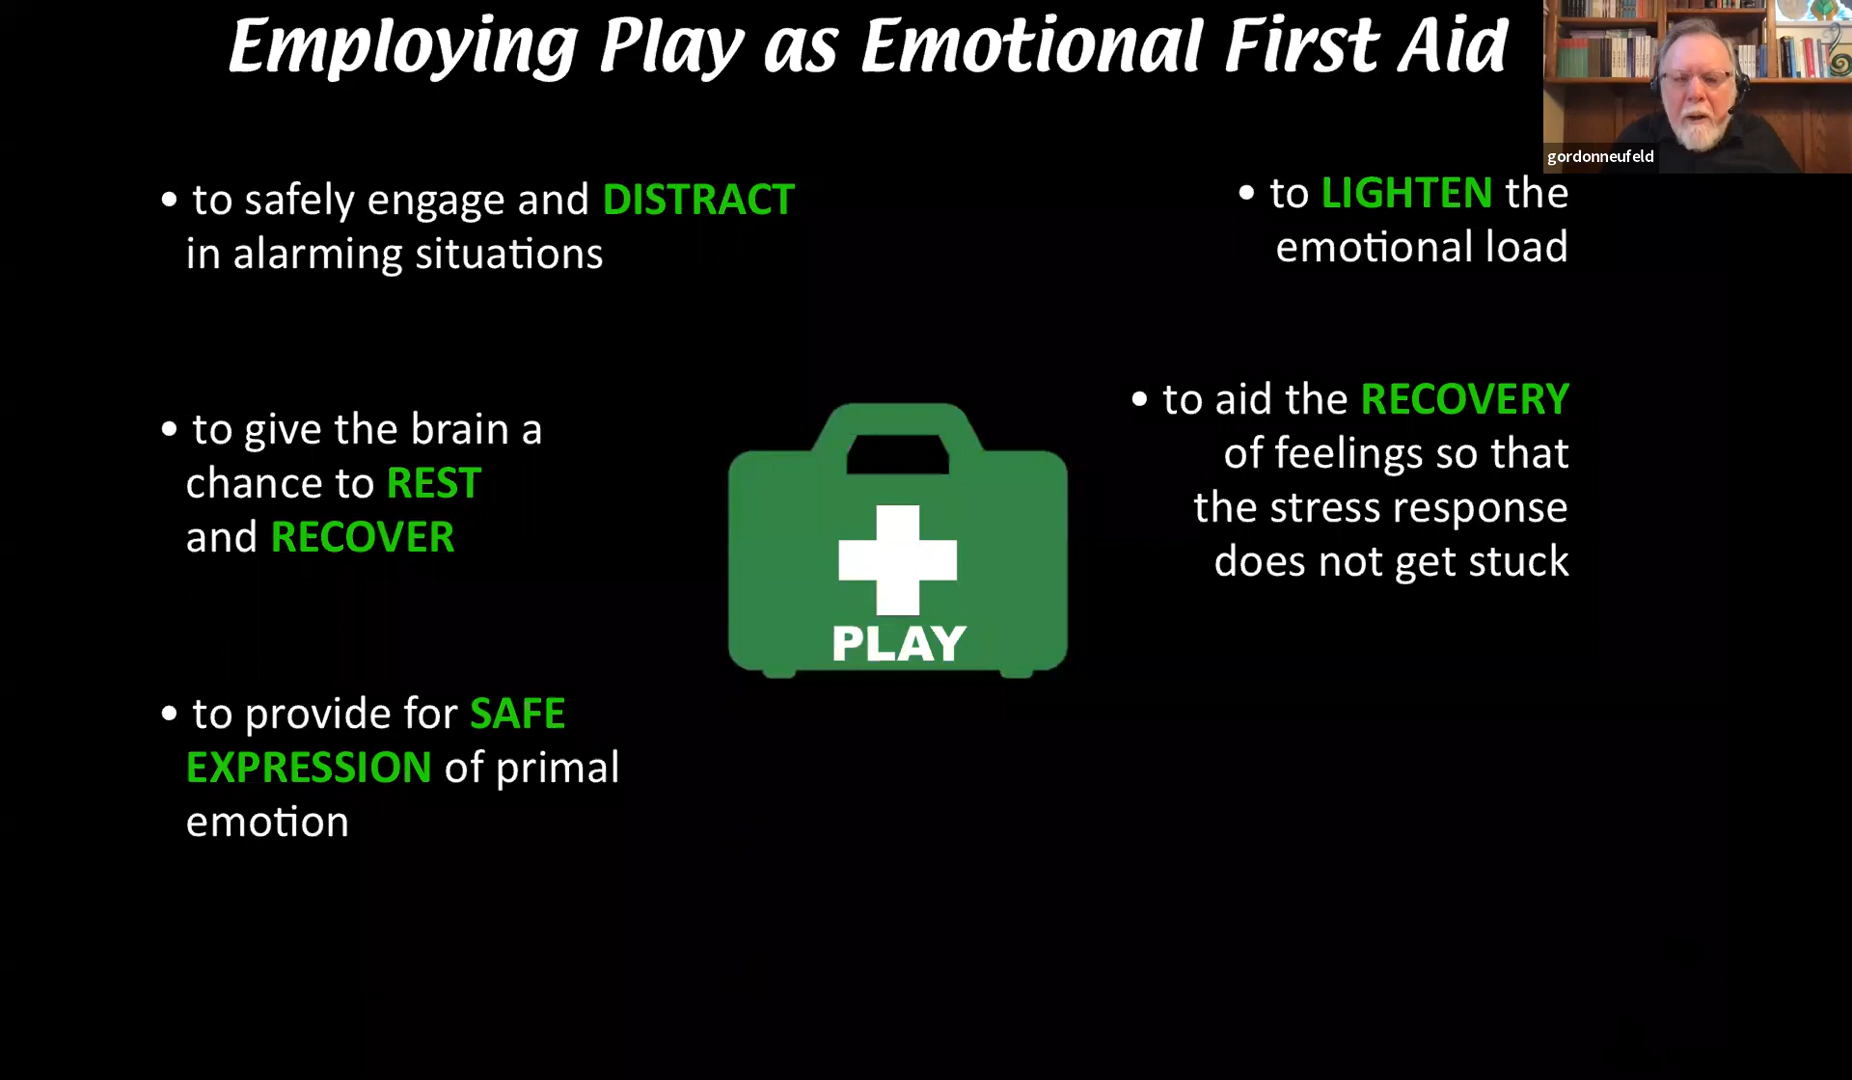 Employing Play as Emotional First Aid
gordonneufeld
• to safely engage and DISTRACT
in alarming situations
• to give the brain a
chance to REST
and RECOVER
• to provide for SAFE
EXPRESSION of primal
emotion
• to LIGHTEN the
emotional load
• to aid the RECOVERY
of feelings so that
the stress response
does not get stuck
PLAY